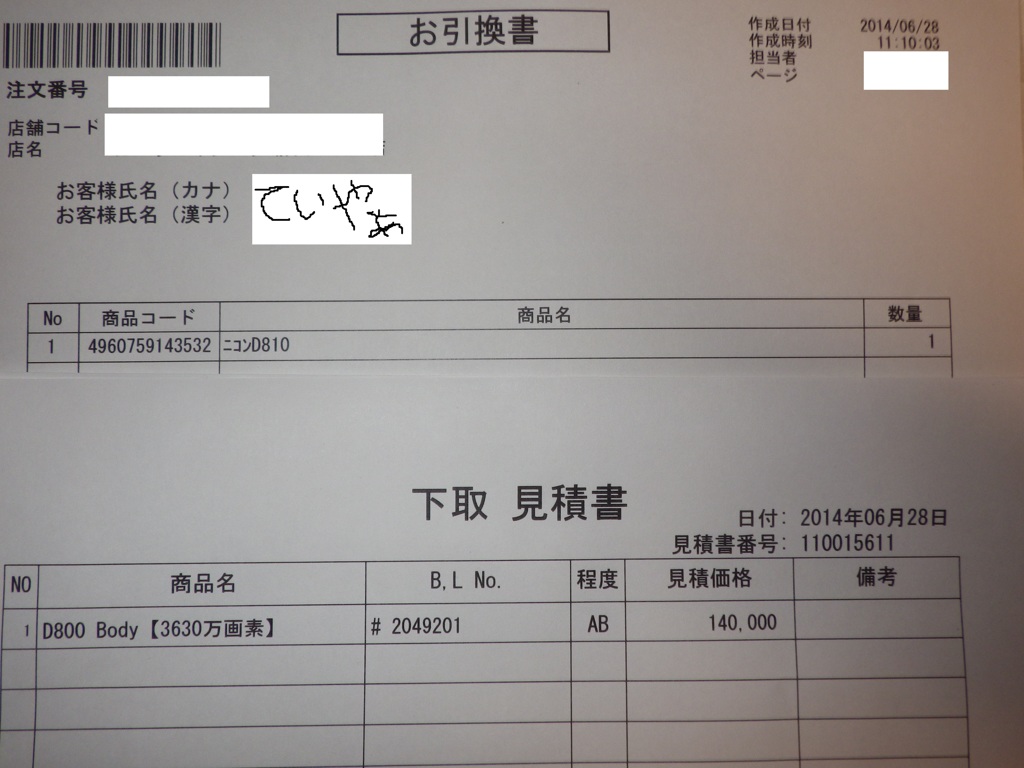 お引換書
作成日付 2014/06/28
作成時刻 11:10:03
担当者
ページ
注文番号
店舗コード
店名
お客様氏名（カナ）
お客様氏名（漢字）
てぃやぁ
No 商品コード 商品名 数量
1 4960759143532 ﾆｺﾝD810 1
下取 見積書
日付: 2014年06月28日
見積書番号: 110015611
NO 商品名 B,L No. 程度 見積価格 備考
1 D800 Body【3630万画素】 # 2049201 AB 140,000